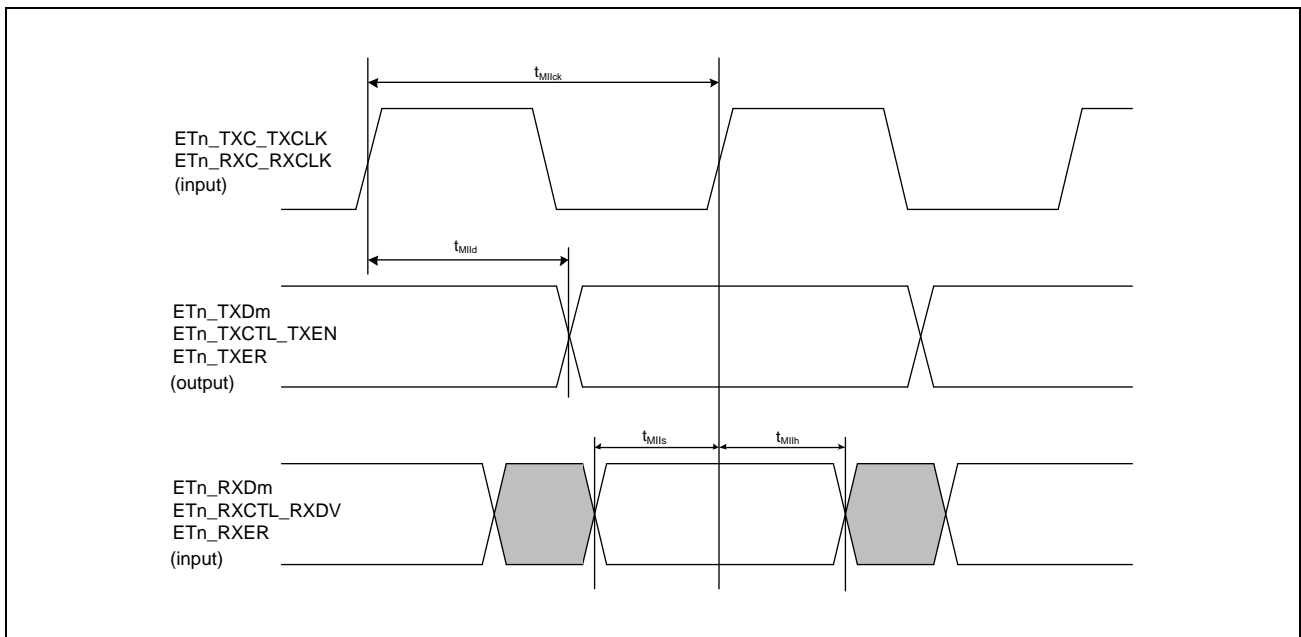 tMIIck
ETn_TXC_TXCLK
ETn_RXC_RXCLK
(input)
tMIId
ETn_TXDm
ETn_TXCTL_TXEN
ETn_TXER
(output)
tMIIs
tMIIh
ETn_RXDm
ETn_RXCTL_RXDV
ETn_RXER
(input)